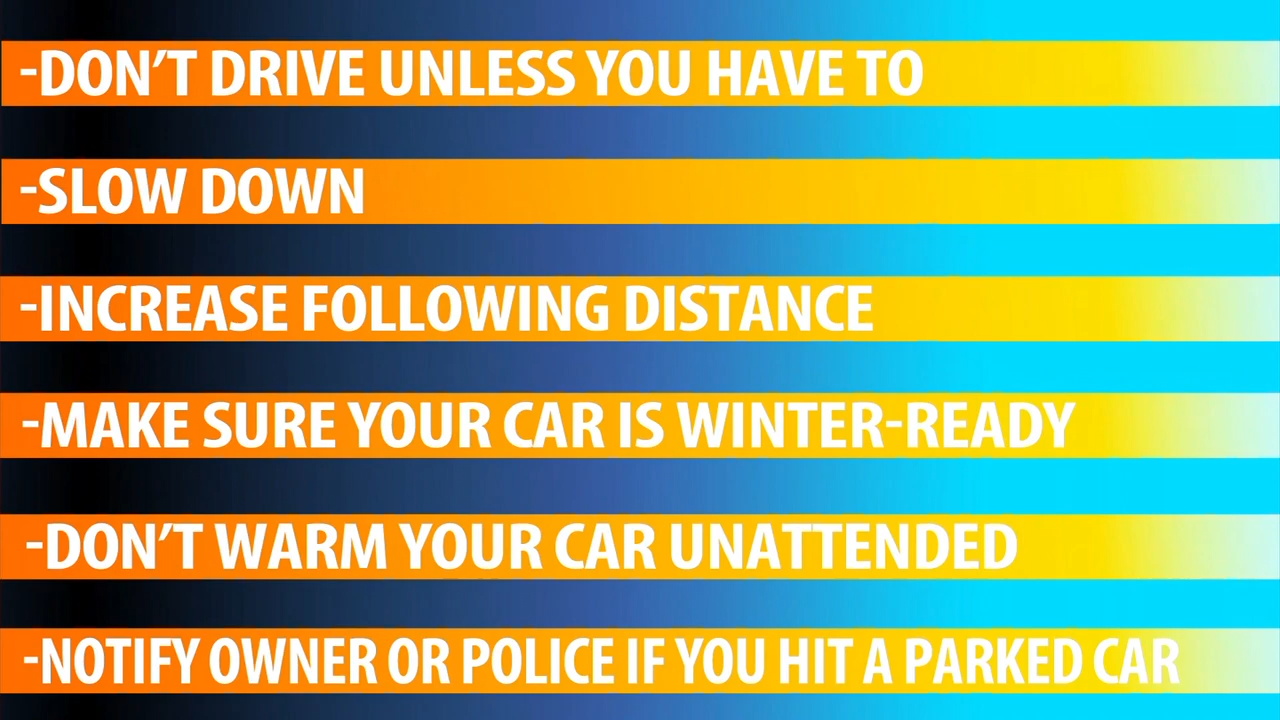 -DON'T DRIVE UNLESS YOU HAVE TO
-SLOW DOWN
-INCREASE FOLLOWING DISTANCE
-MAKE SURE YOUR CAR IS WINTER-READY
-DON'T WARM YOUR CAR UNATTENDED
-NOTIFY OWNER OR POLICE IF YOU HIT A PARKED CAR